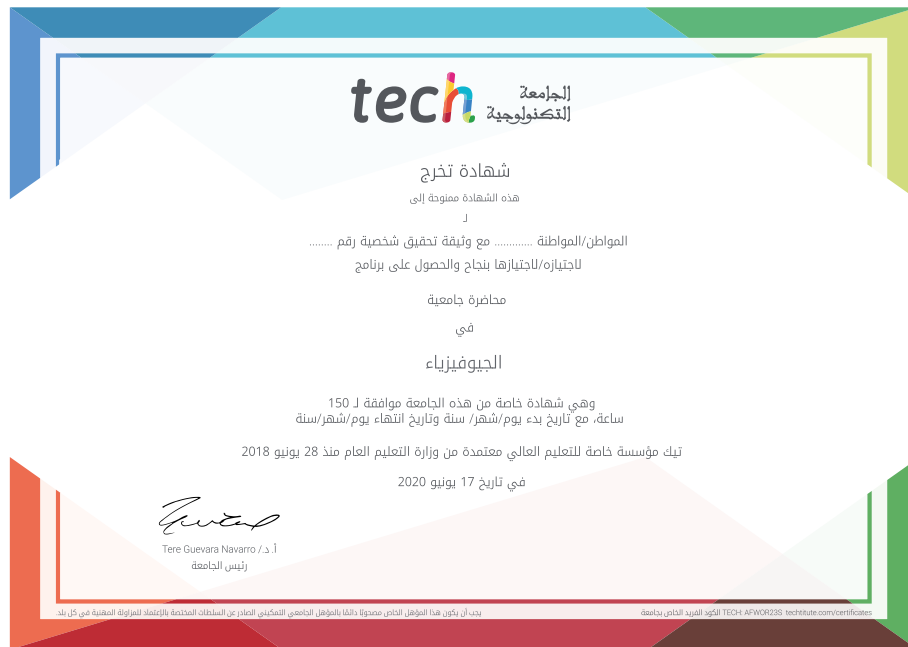 tech الجامعة
التكنولوجية
شهادة تخرج
هذه الشهادة ممنوحة إلى
لـ
المواطن/المواطنة ............. مع وثيقة تحقيق شخصية رقم ........
لاجتيازه/لاجتيازها بنجاح والحصول على برنامج
محاضرة جامعية
في
الجيوفيزياء
وهي شهادة خاصة من هذه الجامعة موافقة لـ 150
ساعة، مع تاريخ بدء يوم/شهر/ سنة وتاريخ انتهاء يوم/شهر/سنة
تيك مؤسسة خاصة للتعليم العالي معتمدة من وزارة التعليم العام منذ 28 يونيو 2018
في تاريخ 17 يونيو 2020
أ. د./ Tere Guevara Navarro
رئيس الجامعة
يجب أن يكون هذا المؤهل الخاص مصحوبًا دائمًا بالمؤهل الجامعي التمكيني الصادر عن السلطات المختصة بالإعتماد للمزاولة المهنية في كل بلد.
الكود الفريد الخاص بجامعة TECH: AFWOR23S techtitute.com/certificates